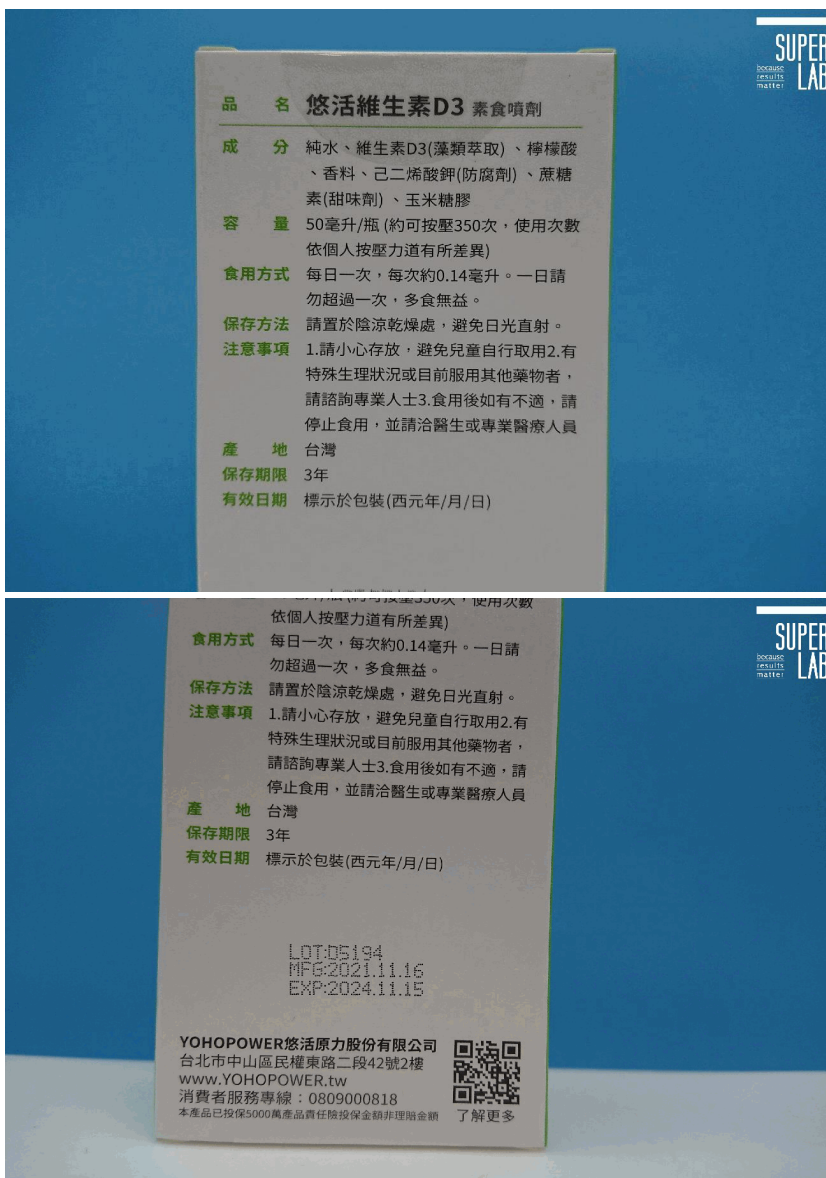 SUPER
because
results
matter
LAB
品名 悠活維生素D3 素食噴劑
成分 純水、維生素D3(藻類萃取)、檸檬酸
、香料、己二烯酸鉀(防腐劑)、蔗糖
素(甜味劑)、玉米糖膠
容量 50毫升/瓶 (約可按壓350次，使用次數
依個人按壓力道有所差異)
食用方式 每日一次，每次約0.14毫升。一日請
勿超過一次，多食無益。
保存方法 請置於陰涼乾燥處，避免日光直射。
注意事項 1.請小心存放，避免兒童自行取用2.有
特殊生理狀況或目前服用其他藥物者，
請諮詢專業人士3.食用後如有不適，請
停止食用，並請洽醫生或專業醫療人員
產地 台灣
保存期限 3年
有效日期 標示於包裝(西元年/月/日)
SUPER
because
results
matter
LAB
依個人按壓力道有所差異)
食用方式 每日一次，每次約0.14毫升。一日請
勿超過一次，多食無益。
保存方法 請置於陰涼乾燥處，避免日光直射。
注意事項 1.請小心存放，避免兒童自行取用2.有
特殊生理狀況或目前服用其他藥物者，
請諮詢專業人士3.食用後如有不適，請
停止食用，並請洽醫生或專業醫療人員
產地 台灣
保存期限 3年
有效日期 標示於包裝(西元年/月/日)
LOT:D5194
MFG:2021.11.16
EXP:2024.11.15
YOHOPOWER悠活原力股份有限公司
台北市中山區民權東路二段42號2樓
www.YOHOPOWER.tw
消費者服務專線：0809000818
本產品已投保5000萬產品責任險投保金額非理賠金額
了解更多